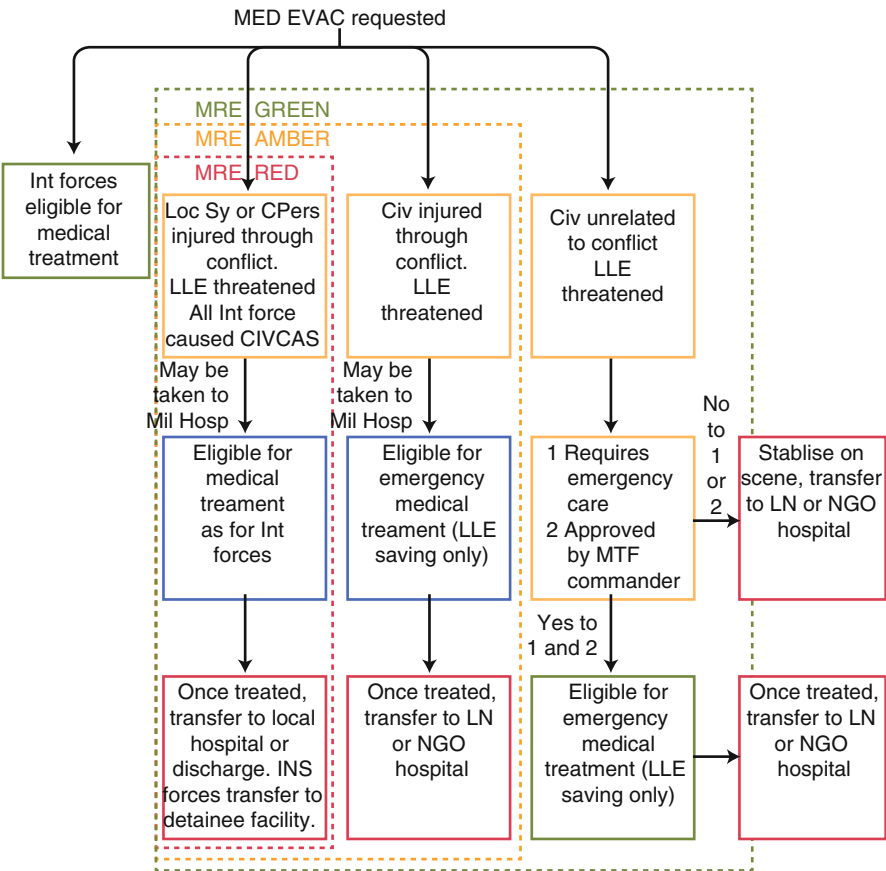 MED EVAC requested
MRE GREEN
MRE AMBER
MRE RED
Int forces
eligible for
medical
treatment
Loc Sy or CPers
injured through
conflict.
LLE threatened
All Int force
caused CIVCAS
Civ injured
through
conflict.
LLE
threatened
Civ unrelated
to conflict
LLE
threatened
May be
taken to
Mil Hosp
May be
taken to
Mil Hosp
No
to
1
or
2
Eligible for
medical
treament
as for Int
forces
Eligible for
emergency
medical
treament (LLE
saving only)
1 Requires
emergency
care
2 Approved
by MTF
commander
Stablise on
scene, transfer
to LN or NGO
hospital
Yes to
1 and 2
Once treated,
transfer to local
hospital or
discharge. INS
forces transfer to
detainee facility.
Once treated,
transfer to LN
or NGO
hospital
Eligible for
emergency
medical
treatment (LLE
saving only)
Once treated,
transfer to LN
or NGO
hospital